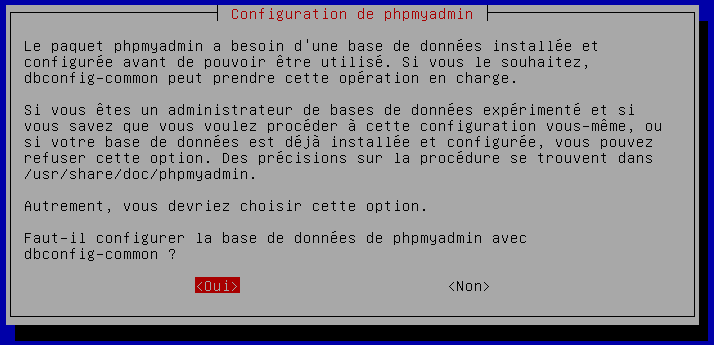 Configuration de phpmyadmin
Le paquet phpmyadmin a besoin d'une base de données installée et
configurée avant de pouvoir être utilisé. Si vous le souhaitez,
dbconfig-common peut prendre cette opération en charge.
Si vous êtes un administrateur de bases de données expérimenté et si
vous savez que vous voulez procéder à cette configuration vous-même, ou
si votre base de données est déjà installée et configurée, vous pouvez
refuser cette option. Des précisions sur la procédure se trouvent dans
/usr/share/doc/phpmyadmin.
Autrement, vous devriez choisir cette option.
Faut-il configurer la base de données de phpmyadmin avec
dbconfig-common ?
<Oui> <Non>